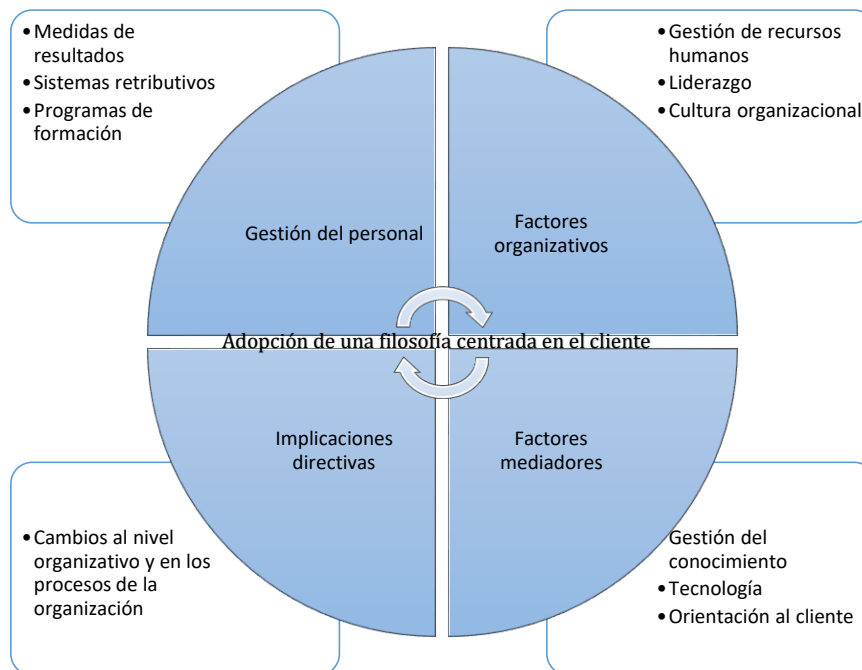 •Medidas de
resultados
•Sistemas retributivos
•Programas de
formación
•Gestión de recursos
humanos
•Liderazgo
•Cultura organizacional
Gestión del personal
Factores
organizativos
Adopción de una filosofía centrada en el cliente
Implicaciones
directivas
Factores
mediadores
•Cambios al nivel
organizativo y en los
procesos de la
organización
Gestión del
conocimiento
•Tecnología
•Orientación al cliente